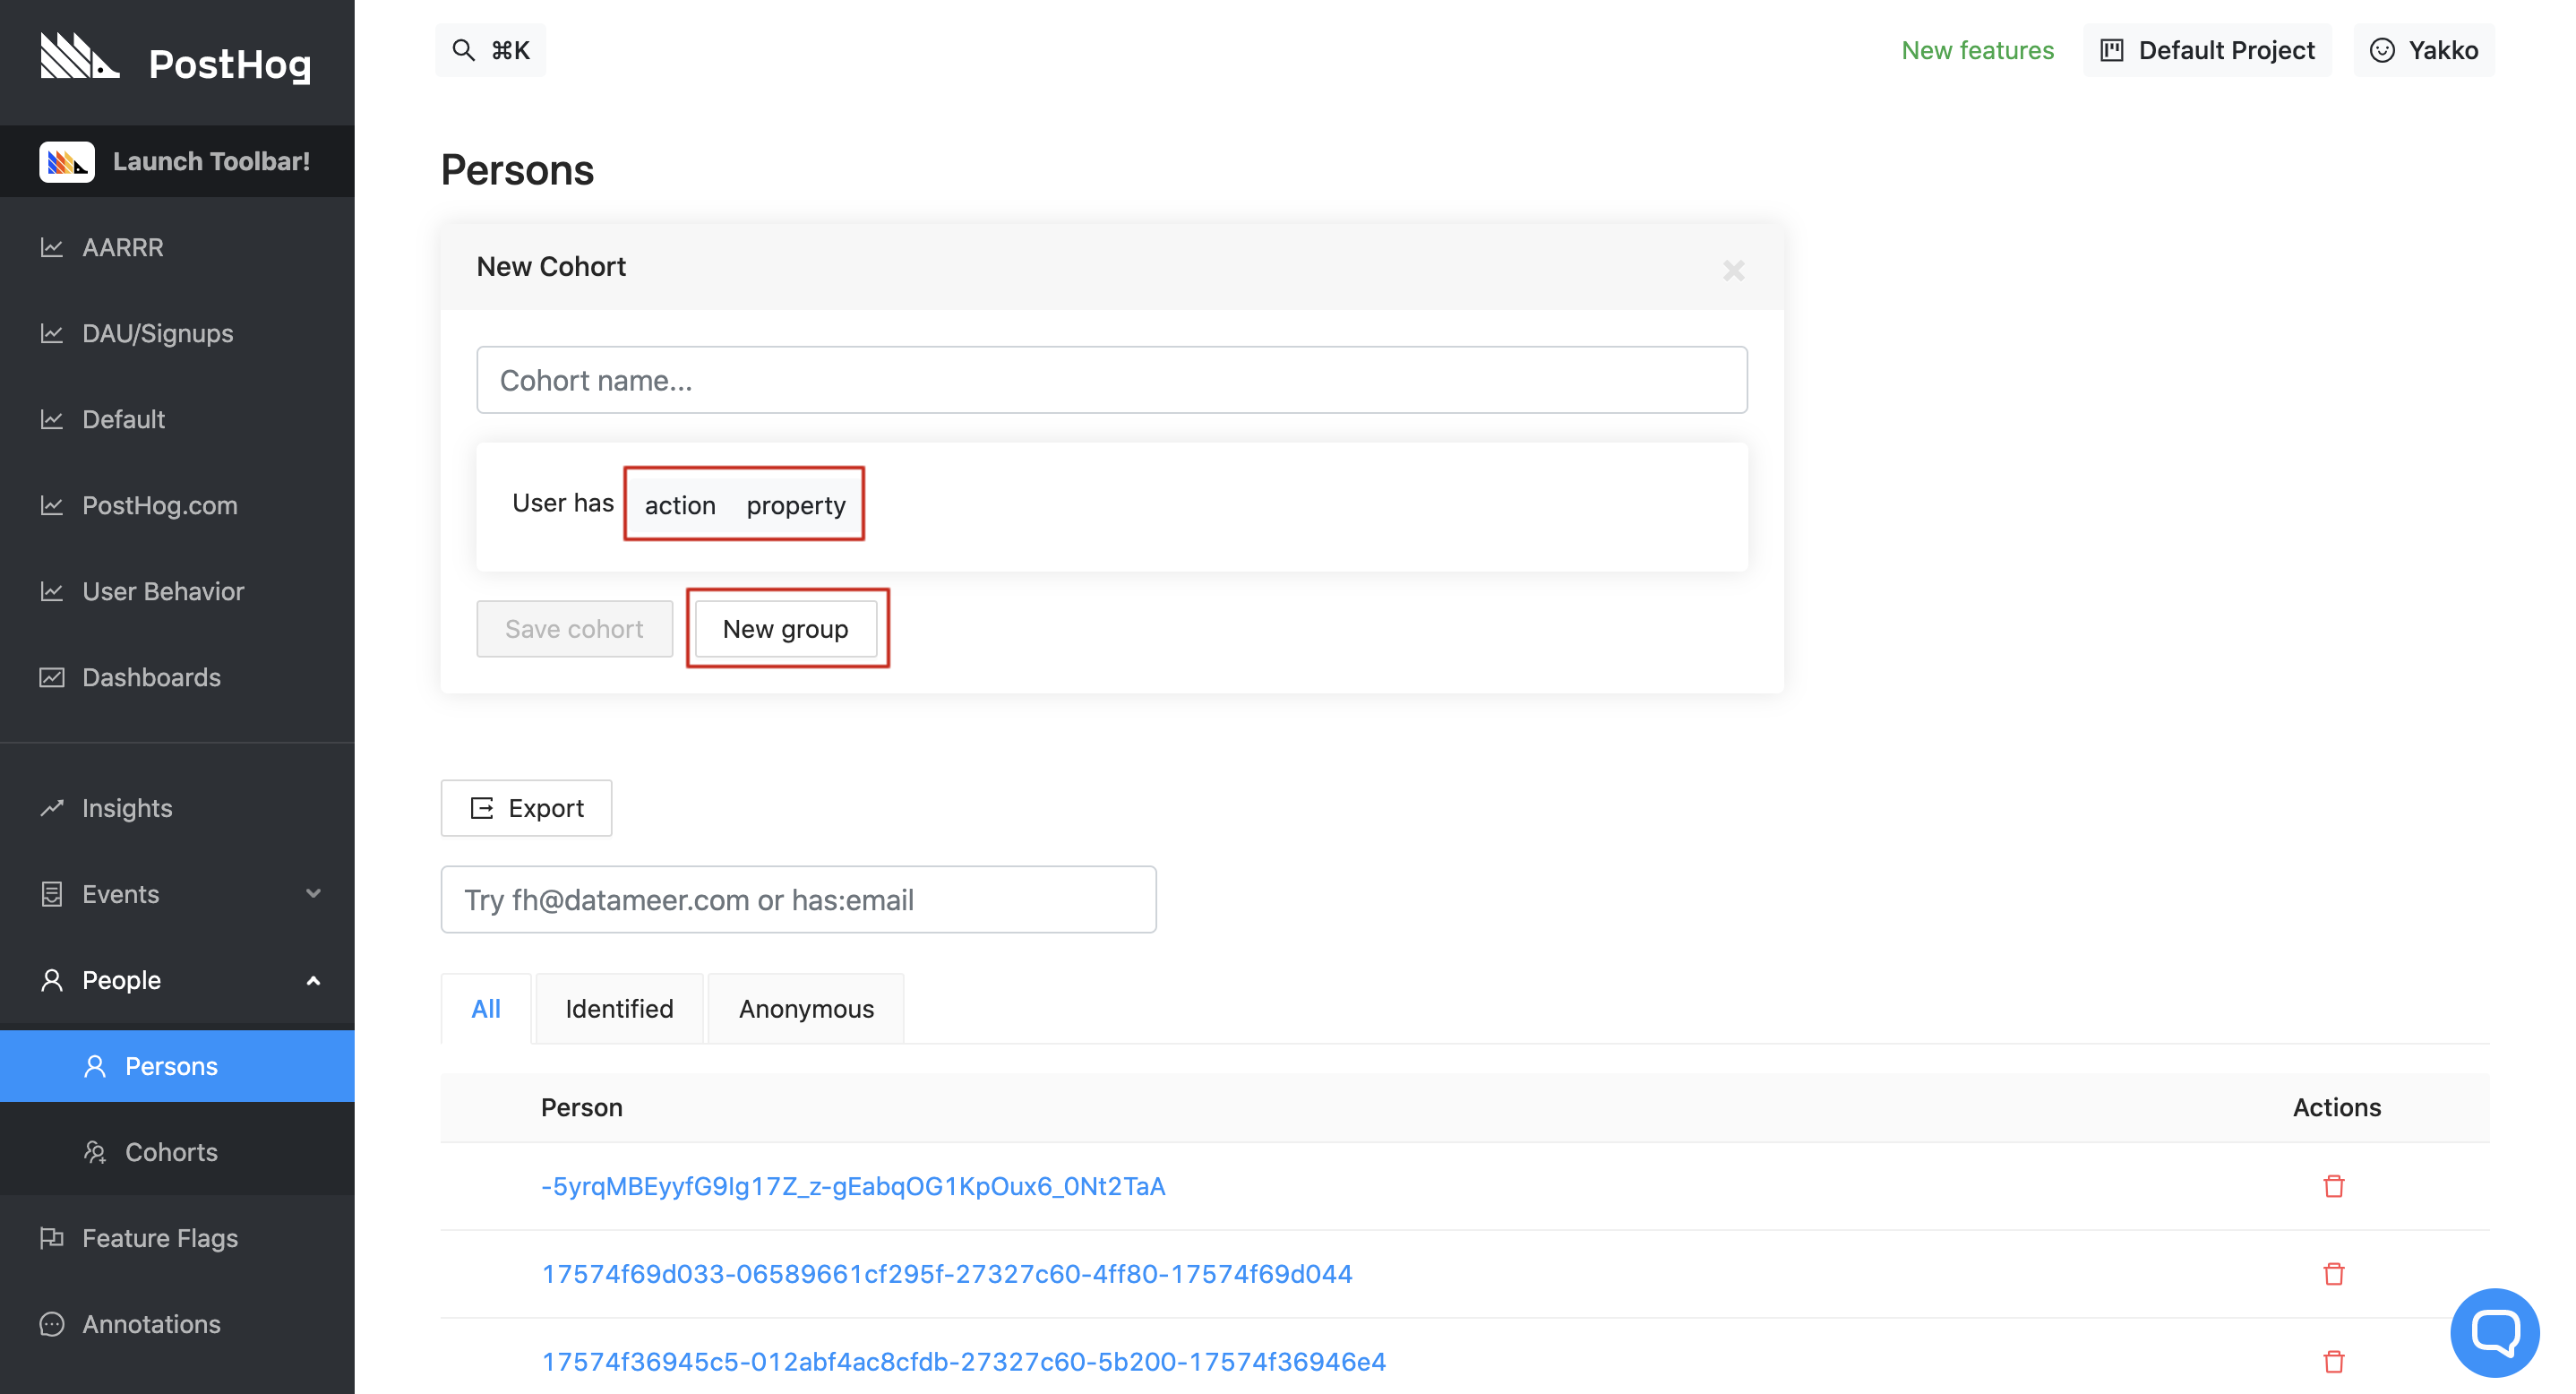 PostHog
Launch Toolbar!
AARRR
DAU/Signups
Default
PostHog.com
User Behavior
Dashboards
Insights
Events
People
Persons
Cohorts
Feature Flags
Annotations
⌘K
New features
Default Project
Yakko
Persons
New Cohort
Cohort name...
User has action property
Save cohort
New group
Export
Try fh@datameer.com or has:email
All
Identified
Anonymous
Person Actions
-5yrqMBEyyfG9Ig17Z_z-gEabqOG1KpOux6_0Nt2TaA
17574f69d033-06589661cf295f-27327c60-4ff80-17574f69d044
17574f36945c5-012abf4ac8cfdb-27327c60-5b200-17574f36946e4